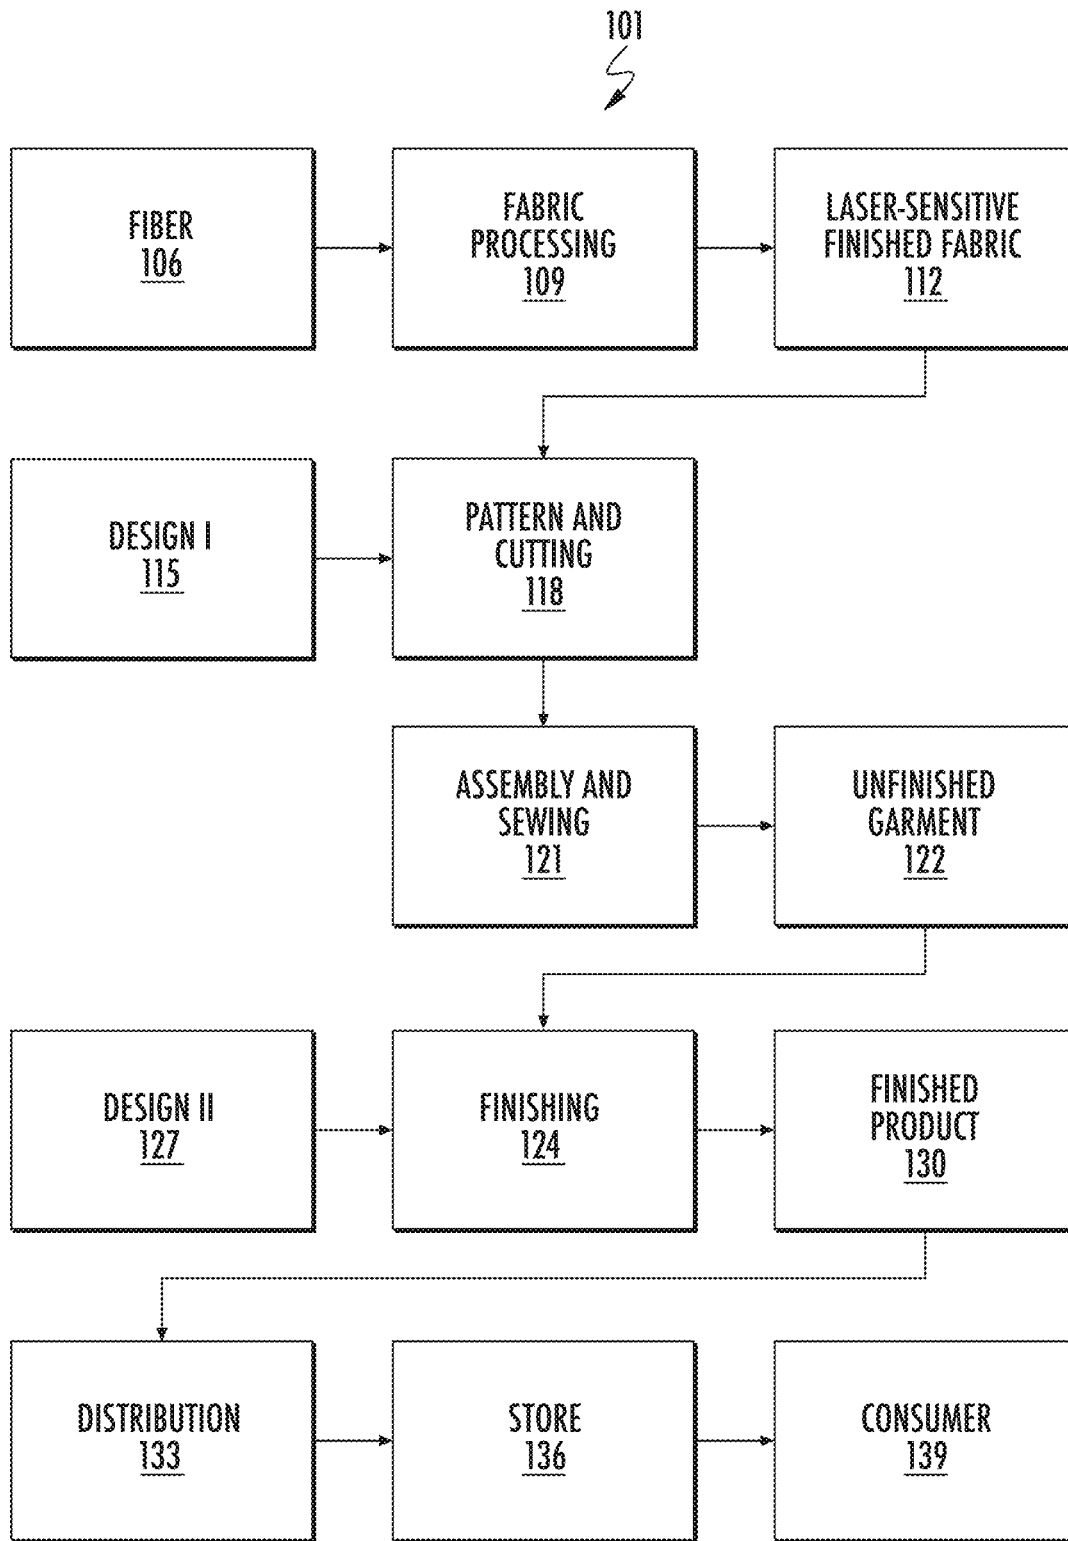 101
FIBER
106
FABRIC
PROCESSING
109
LASER-SENSITIVE
FINISHED FABRIC
112
DESIGN I
115
PATTERN AND
CUTTING
118
ASSEMBLY AND
SEWING
121
UNFINISHED
GARMENT
122
DESIGN II
127
FINISHING
124
FINISHED
PRODUCT
130
DISTRIBUTION
133
STORE
136
CONSUMER
139